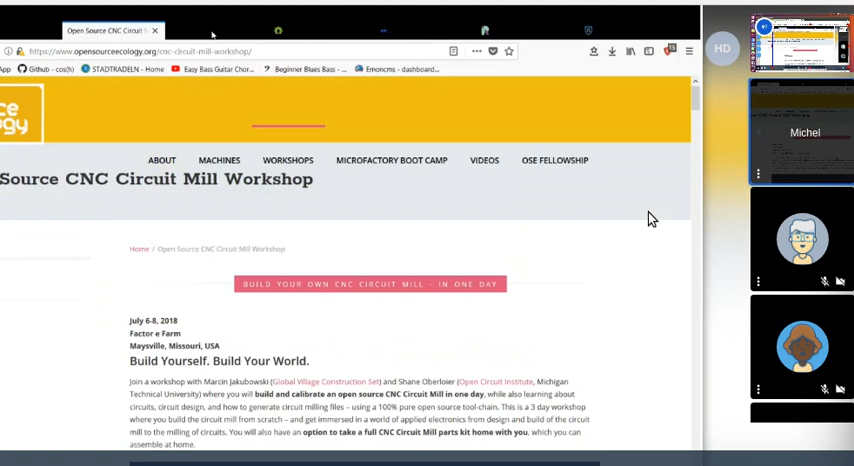 Open Source CNC Circuit M
https://www.opensourceecology.org/cnc-circuit-mill-workshop/
15
App
Github - cos(h)
STADTRADELN - Home
Easy Bass Guitar Chor...
Beginner Blues Bass - ...
Emoncms - dashboard...
HD
Michel
ce
ogy
ABOUT
MACHINES
WORKSHOPS
MICROFACTORY BOOT CAMP
VIDEOS
OSE FELLOWSHIP
Source CNC Circuit Mill Workshop
Home / Open Source CNC Circuit Mill Workshop
BUILD YOUR OWN CNC CIRCUIT MILL - IN ONE DAY
July 6-8, 2018
Factor e Farm
Maysville, Missouri, USA
Build Yourself. Build Your World.
Join a workshop with Marcin Jakubowski (Global Village Construction Set) and Shane Oberloier (Open Circuit Institute, Michigan
Technical University) where you will build and calibrate an open source CNC Circuit Mill in one day, while also learning about
circuits, circuit design, and how to generate circuit milling files – using a 100% pure open source tool-chain. This is a 3 day workshop
where you build the circuit mill from scratch – and get immersed in a world of applied electronics from design and build of the circuit
mill to the milling of circuits. You will also have an option to take a full CNC Circuit Mill parts kit home with you, which you can
assemble at home.